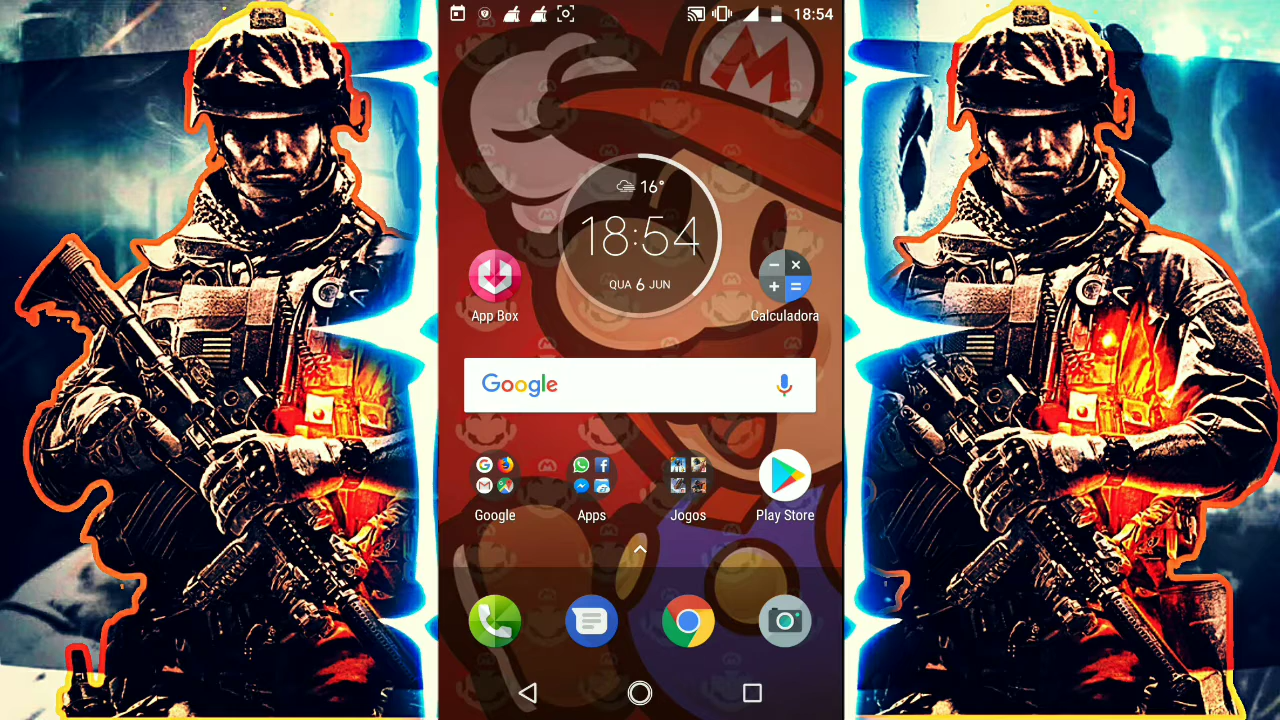 18:54
M
16°
18:54
QUA 6 JUN
App Box
Calculadora
Google
Google
Apps
Jogos
Play Store